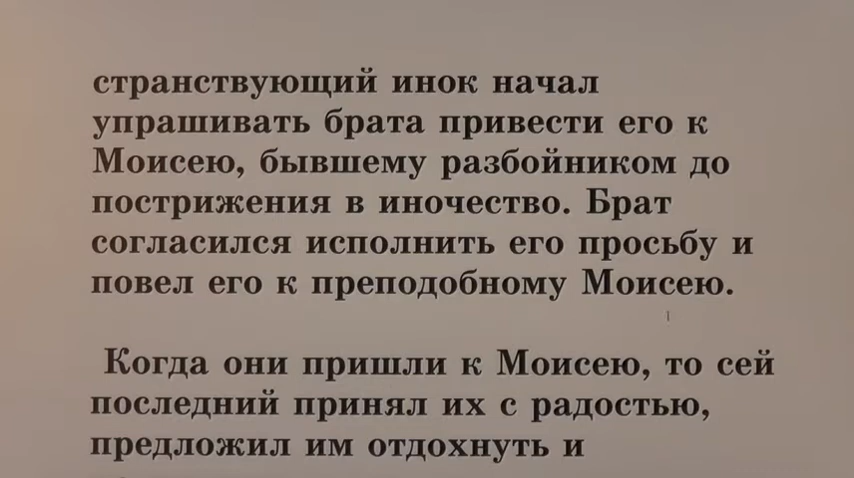 странствующий инок начал
упрашивать брата привести его к
Моисею, бывшему разбойником до
пострижения в иночество. Брат
согласился исполнить его просьбу и
повел его к преподобному Моисею.
Когда они пришли к Моисею, то сей
последний принял их с радостью,
предложил им отдохнуть и